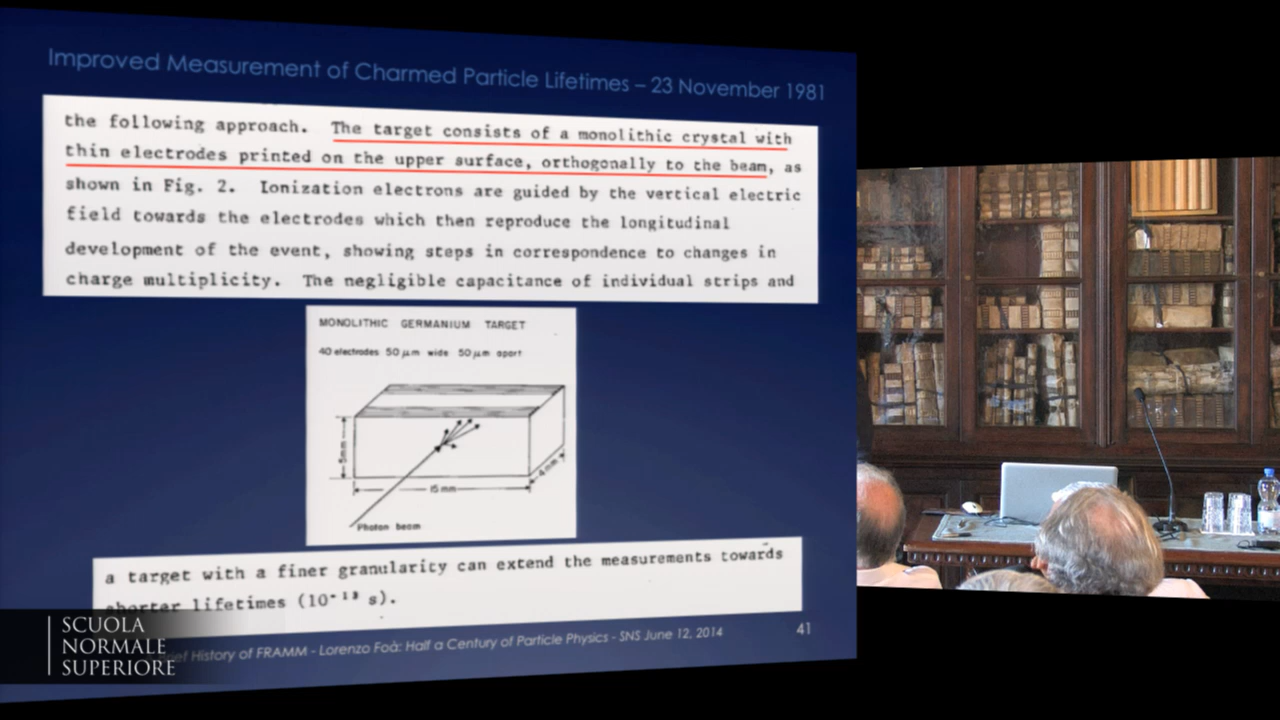 Improved Measurement of Charmed Particle Lifetimes – 23 November 1981
the following approach. The target consists of a monolithic crystal with
thin electrodes printed on the upper surface, orthogonally to the beam, as
shown in Fig. 2. Ionization electrons are guided by the vertical electric
field towards the electrodes which then reproduce the longitudinal
development of the event, showing steps in correspondence to changes in
charge multiplicity. The negligible capacitance of individual strips and
MONOLITHIC GERMANIUM TARGET
40 electrodes 50 μm wide 50 μm apart
5mm
4mm
15mm
Photon beam
a target with a finer granularity can extend the measurements towards
shorter lifetimes (10⁻¹³ s).
History of FRAMM - Lorenzo Foà: Half a Century of Particle Physics - SNS June 12, 2014
41
SCUOLA
NORMALE
SUPERIORE